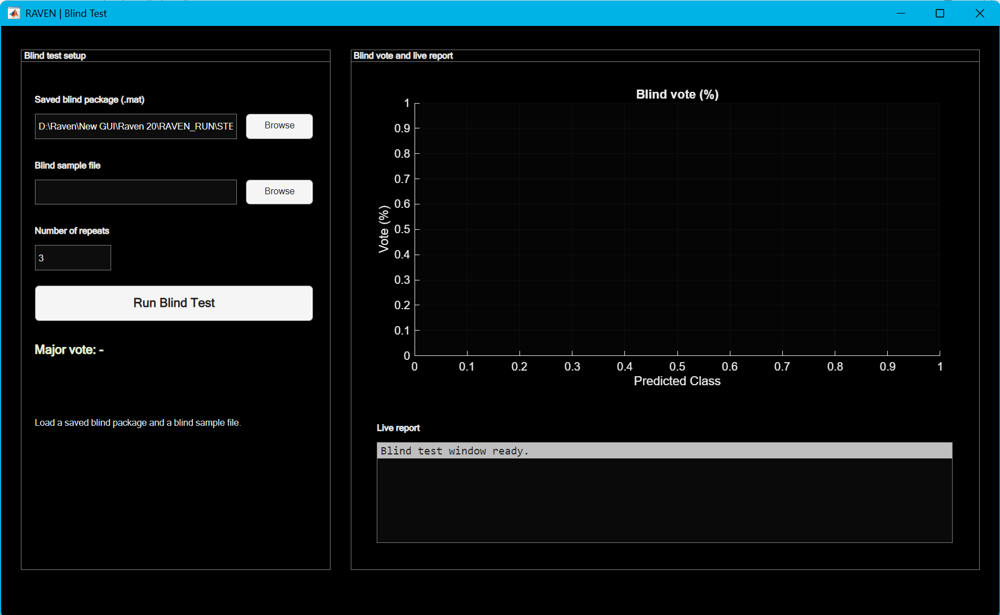 RAVEN | Blind Test
Blind test setup
Saved blind package (.mat)
D:\Raven\New GUI\Raven 20\RAVEN_RUN\STE
Browse
Blind sample file
Browse
Number of repeats
3
Run Blind Test
Major vote: -
Load a saved blind package and a blind sample file.
Blind vote and live report
Blind vote (%)
1
0.9
0.8
0.7
0.6
0.5
0.4
0.3
0.2
0.1
0
Vote (%)
0 0.1 0.2 0.3 0.4 0.5 0.6 0.7 0.8 0.9 1
Predicted Class
Live report
Blind test window ready.